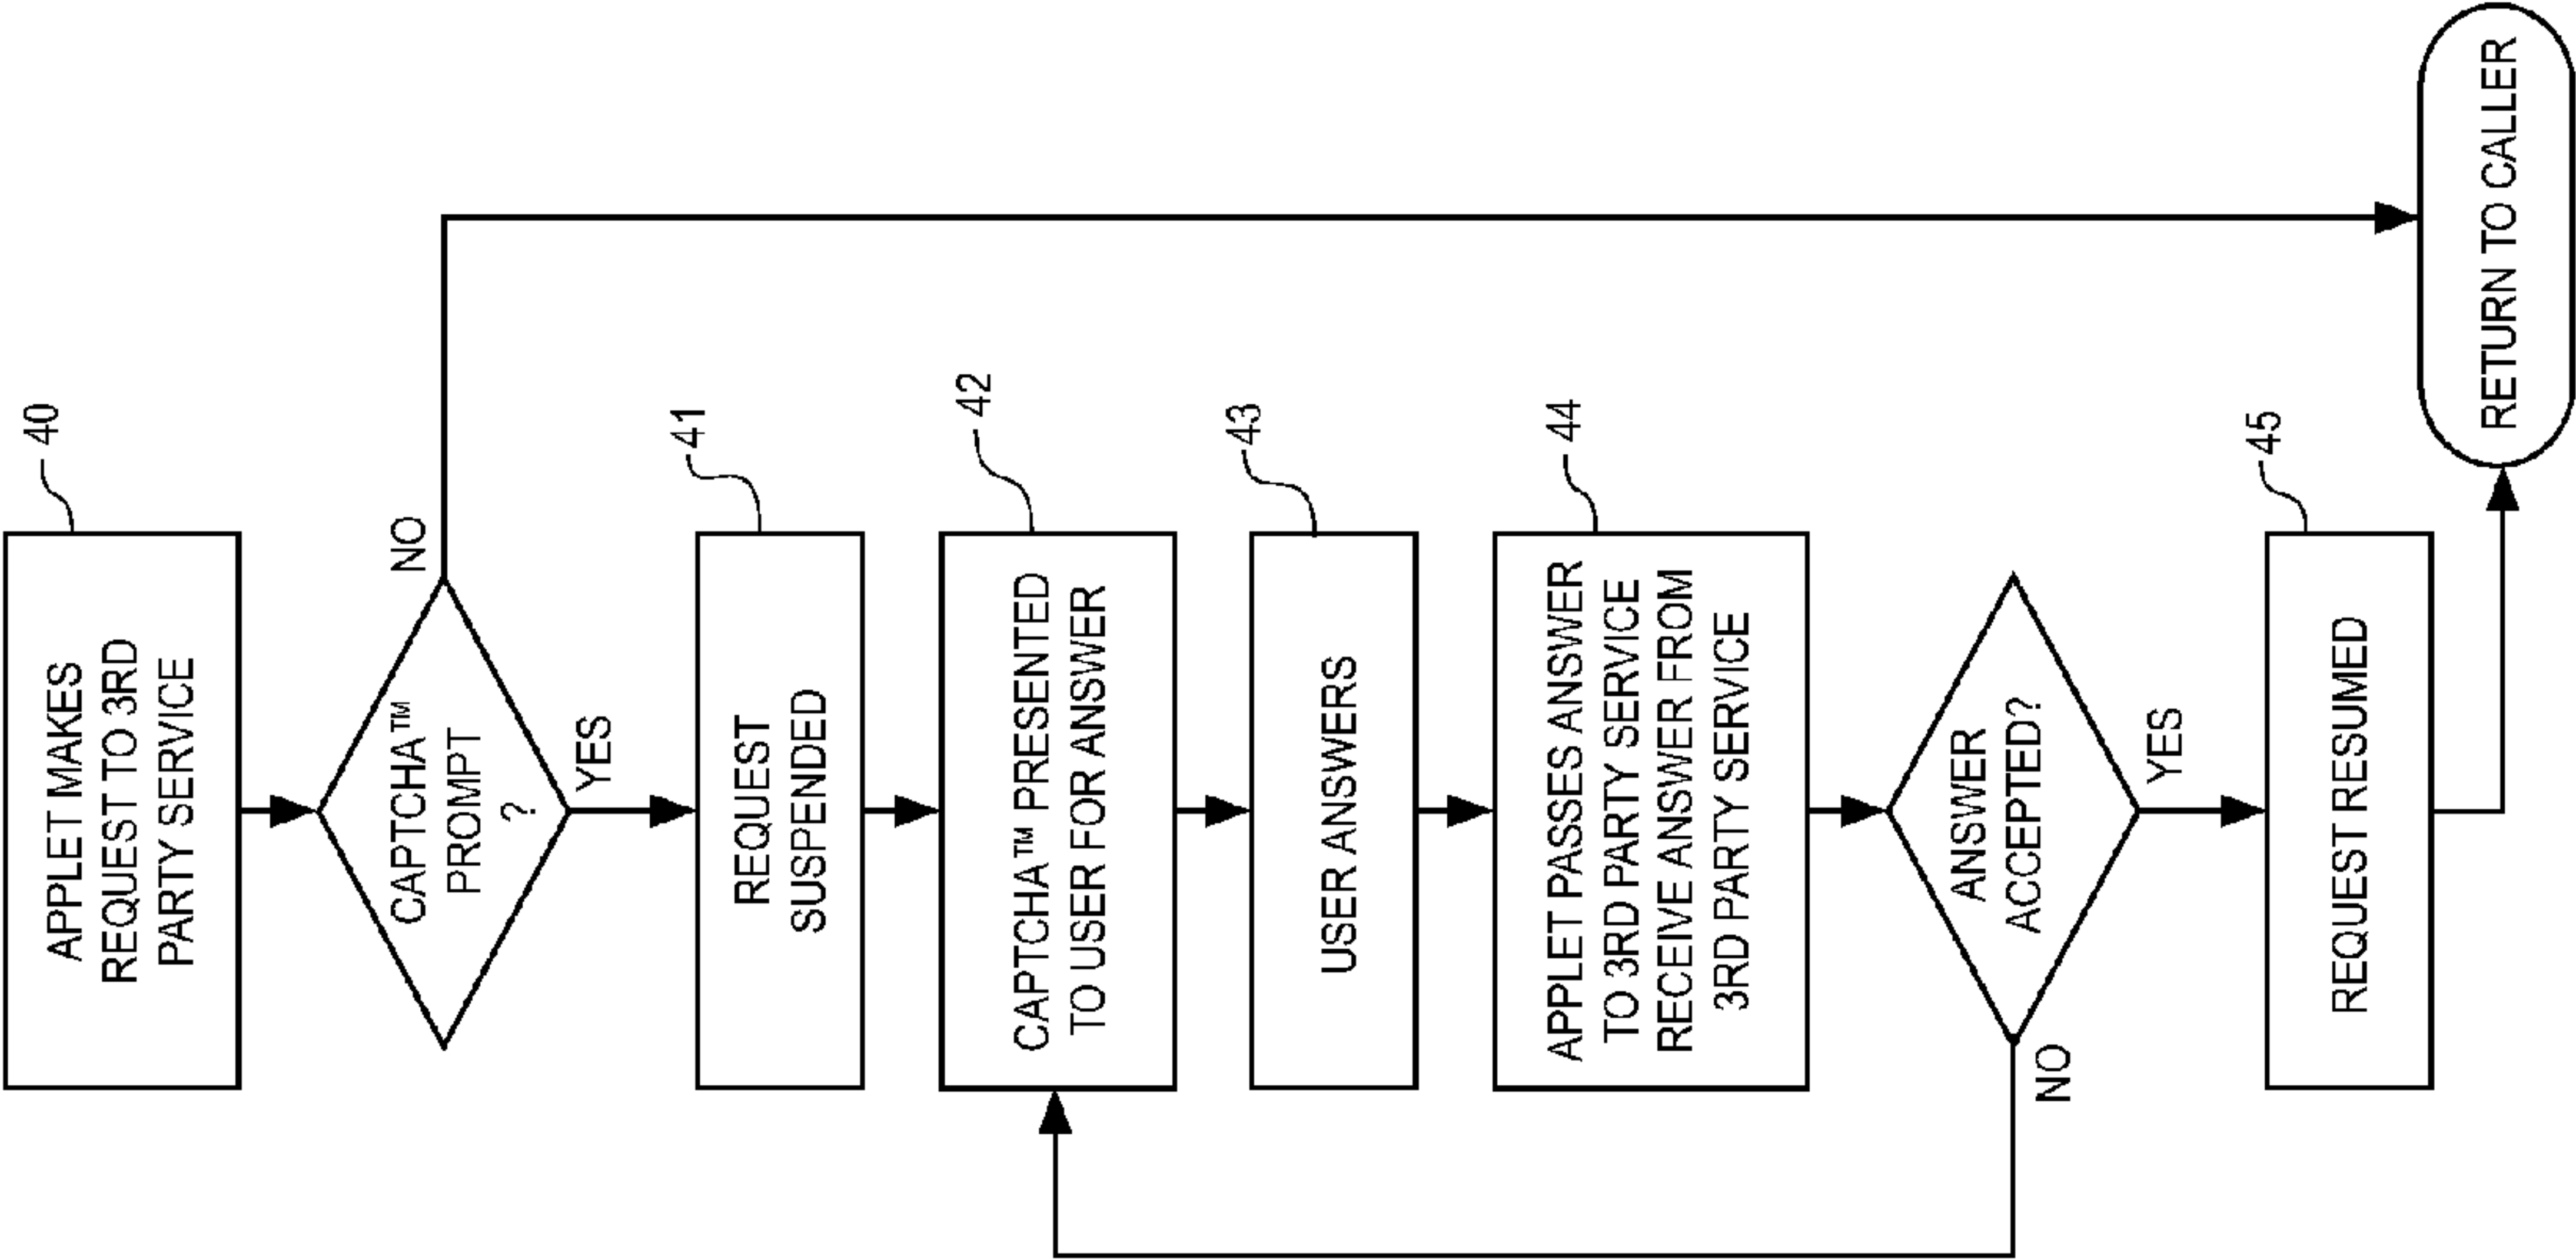 40
APPLET MAKES
REQUEST TO 3RD
PARTY SERVICE
CAPTCHA™
PROMPT
?
NO
YES
41
REQUEST
SUSPENDED
42
CAPTCHA™ PRESENTED
TO USER FOR ANSWER
43
USER ANSWERS
44
APPLET PASSES ANSWER
TO 3RD PARTY SERVICE
RECEIVE ANSWER FROM
3RD PARTY SERVICE
ANSWER
ACCEPTED?
NO
YES
45
REQUEST RESUMED
RETURN TO CALLER